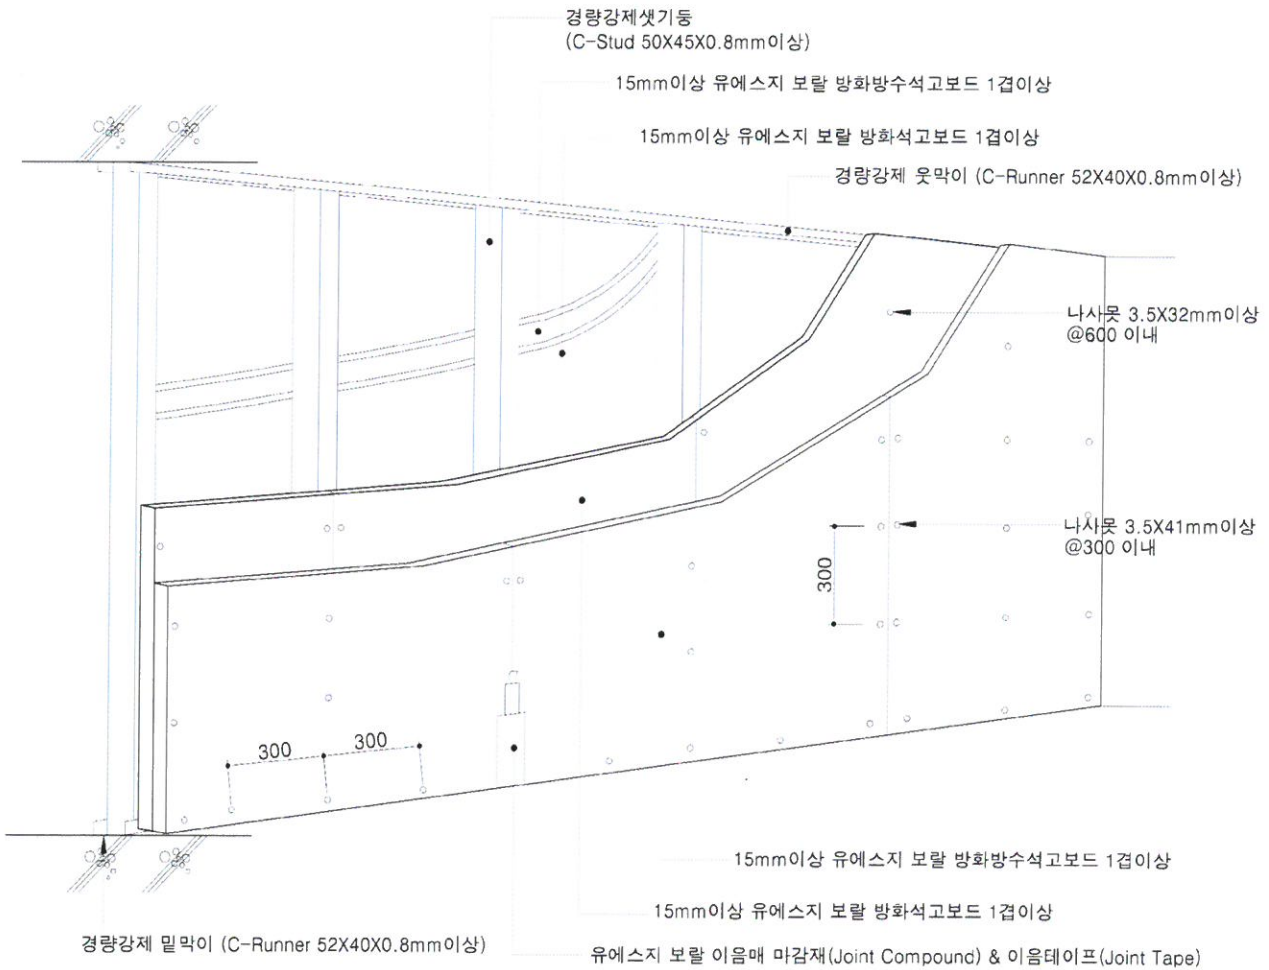 경량강제샛기둥
(C-Stud 50X45X0.8mm이상)
15mm이상 유에스지 보랄 방화방수석고보드 1겹이상
15mm이상 유에스지 보랄 방화석고보드 1겹이상
경량강제 웃막이 (C-Runner 52X40X0.8mm이상)
나사못 3.5X32mm이상
@600 이내
나사못 3.5X41mm이상
@300 이내
300
300
300
15mm이상 유에스지 보랄 방화방수석고보드 1겹이상
15mm이상 유에스지 보랄 방화석고보드 1겹이상
경량강제 밑막이 (C-Runner 52X40X0.8mm이상)
유에스지 보랄 이음매 마감재(Joint Compound) & 이음테이프(Joint Tape)